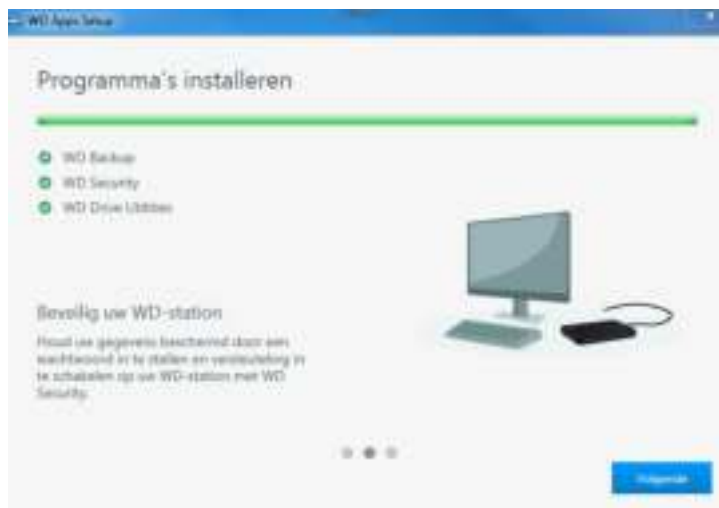 WD Apps Setup
Programma's installeren
WD Backup
WD Security
WD Drive Utilities
Beveilig uw WD-station
Houd uw gegevens beschermd door een
wachtwoord in te stellen en versleuteling in
te schakelen op uw WD-station met WD
Security.
Volgende